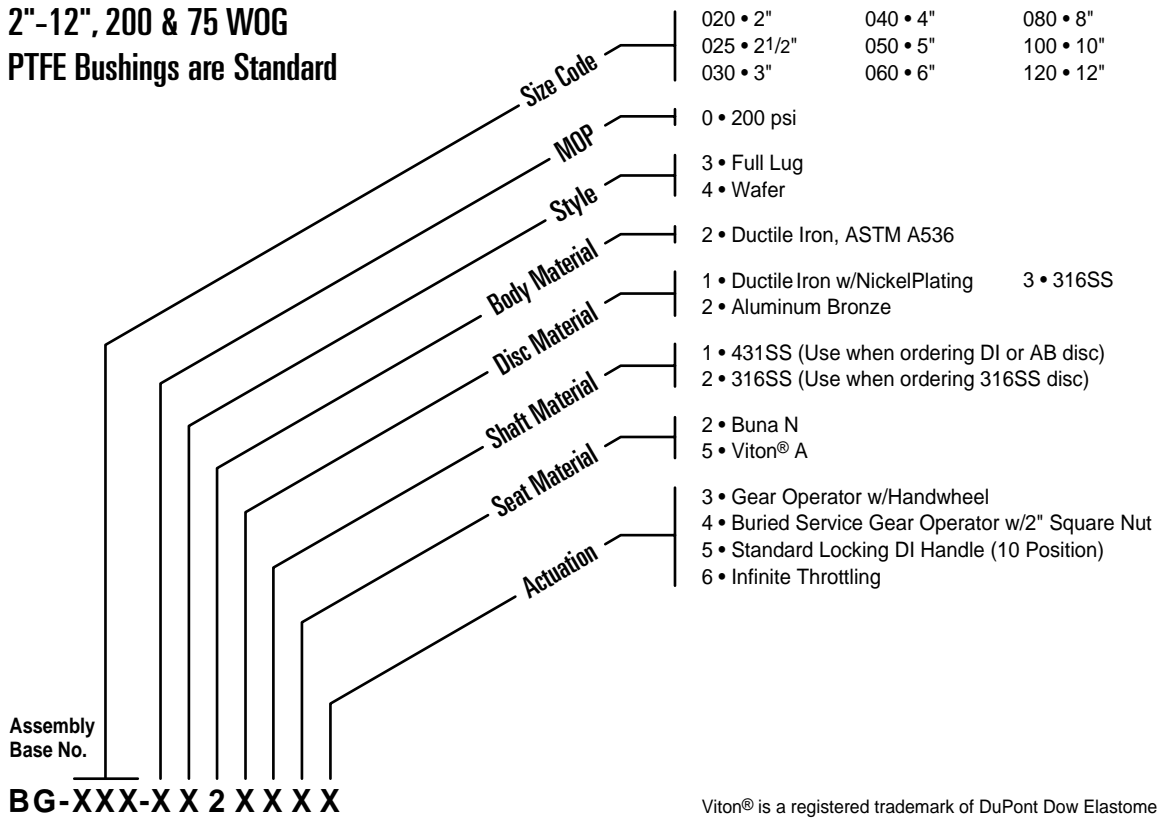 2"-12", 200 & 75 WOG
PTFE Bushings are Standard
Size Code
020 • 2" 040 • 4" 080 • 8"
025 • 21/2" 050 • 5" 100 • 10"
030 • 3" 060 • 6" 120 • 12"
MOP
0 • 200 psi
Style
3 • Full Lug
4 • Wafer
Body Material
2 • Ductile Iron, ASTM A536
Disc Material
1 • Ductile Iron w/NickelPlating 3 • 316SS
2 • Aluminum Bronze
Shaft Material
1 • 431SS (Use when ordering DI or AB disc)
2 • 316SS (Use when ordering 316SS disc)
Seat Material
2 • Buna N
5 • Viton® A
Actuation
3 • Gear Operator w/Handwheel
4 • Buried Service Gear Operator w/2" Square Nut
5 • Standard Locking DI Handle (10 Position)
6 • Infinite Throttling
Assembly
Base No.
BG-XXX-X X 2 X X X X
Viton® is a registered trademark of DuPont Dow Elastome